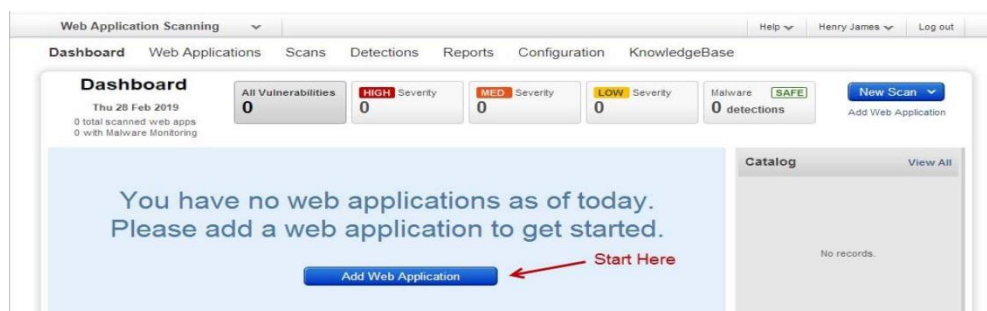 Web Application Scanning
Help Henry James Log out
Dashboard Web Applications Scans Detections Reports Configuration KnowledgeBase
Dashboard
Thu 28 Feb 2019
0 total scanned web apps
0 with Malware Monitoring
All Vulnerabilities
0
HIGH Severity
0
MED Severity
0
LOW Severity
0
Malware SAFE
0 detections
New Scan
Add Web Application
You have no web applications as of today.
Please add a web application to get started.
Add Web Application
Start Here
Catalog View All
No records.